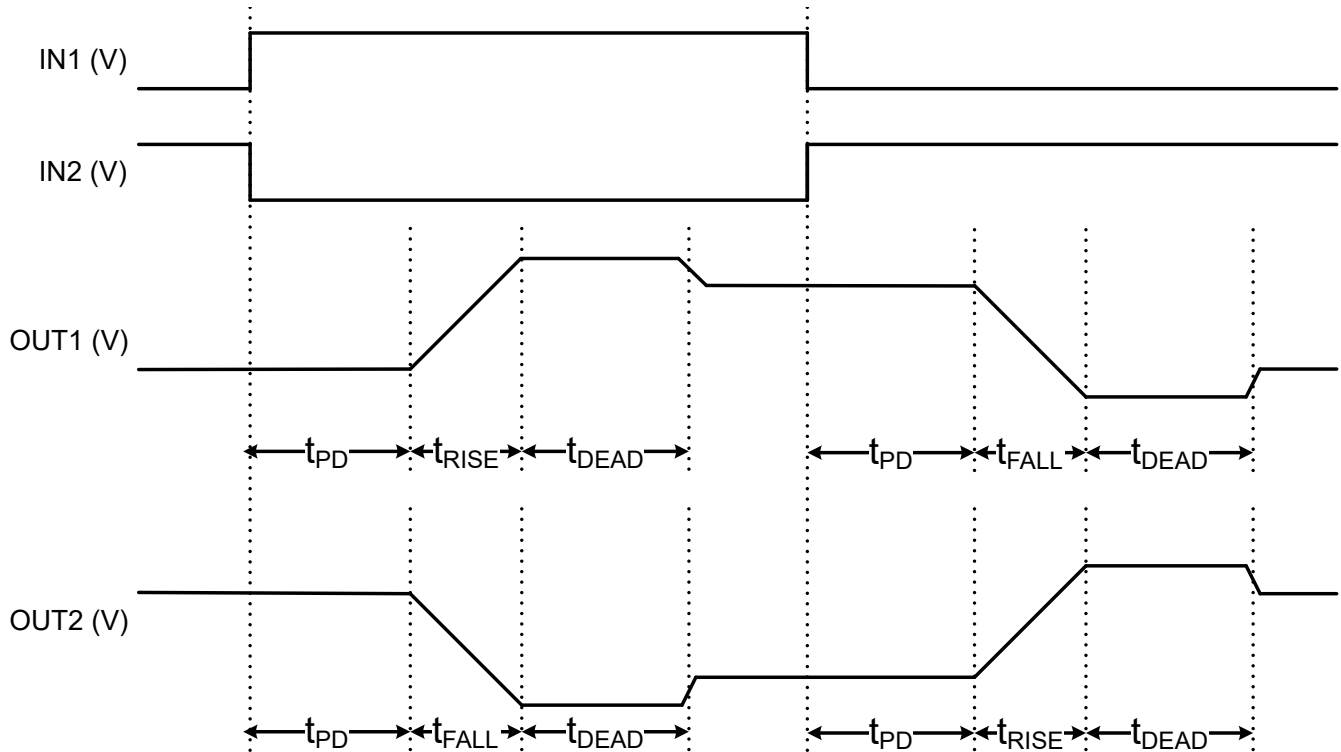 IN1 (V)
IN2 (V)
OUT1 (V)
tPD tRISE tDEAD tPD tFALL tDEAD
OUT2 (V)
tPD tFALL tDEAD tPD tRISE tDEAD